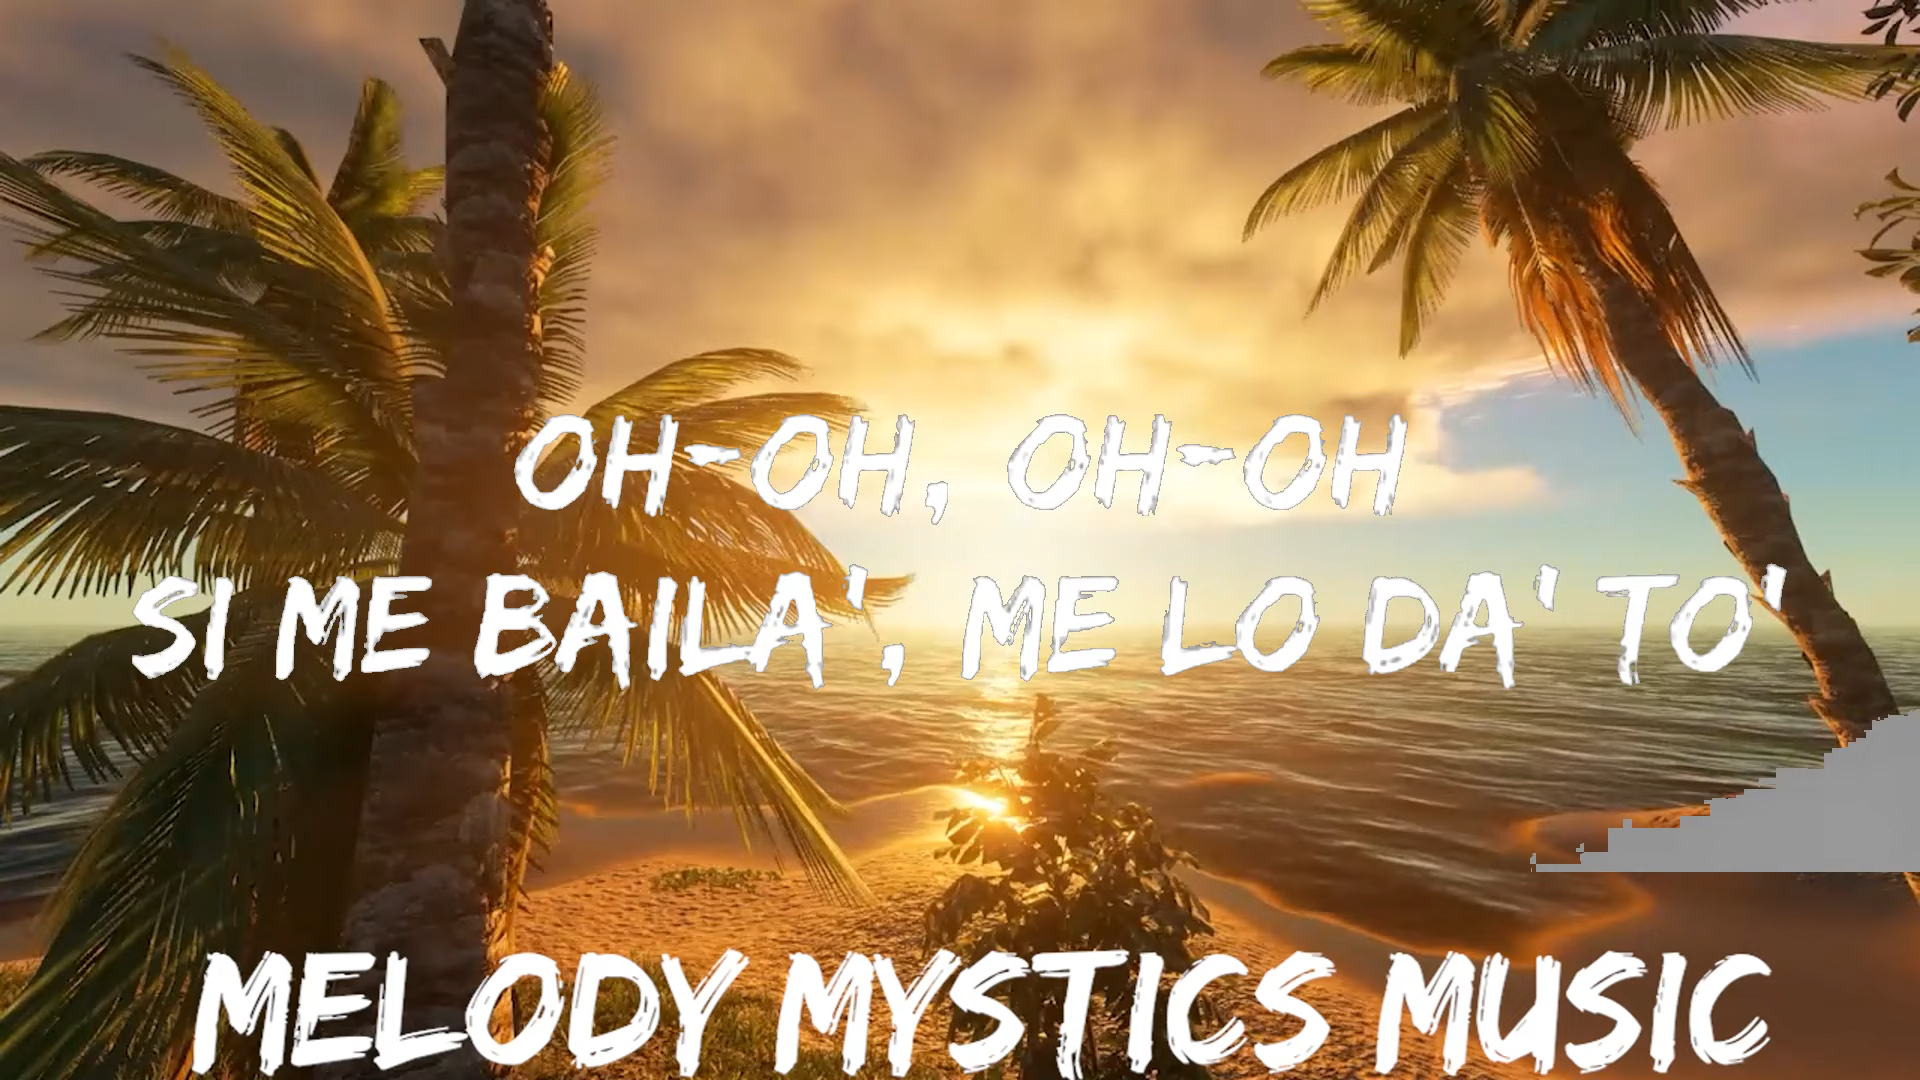 OH-OH, OH-OH
SI ME BAILA', ME LO DA' TO'
MELODY MYSTICS MUSIC